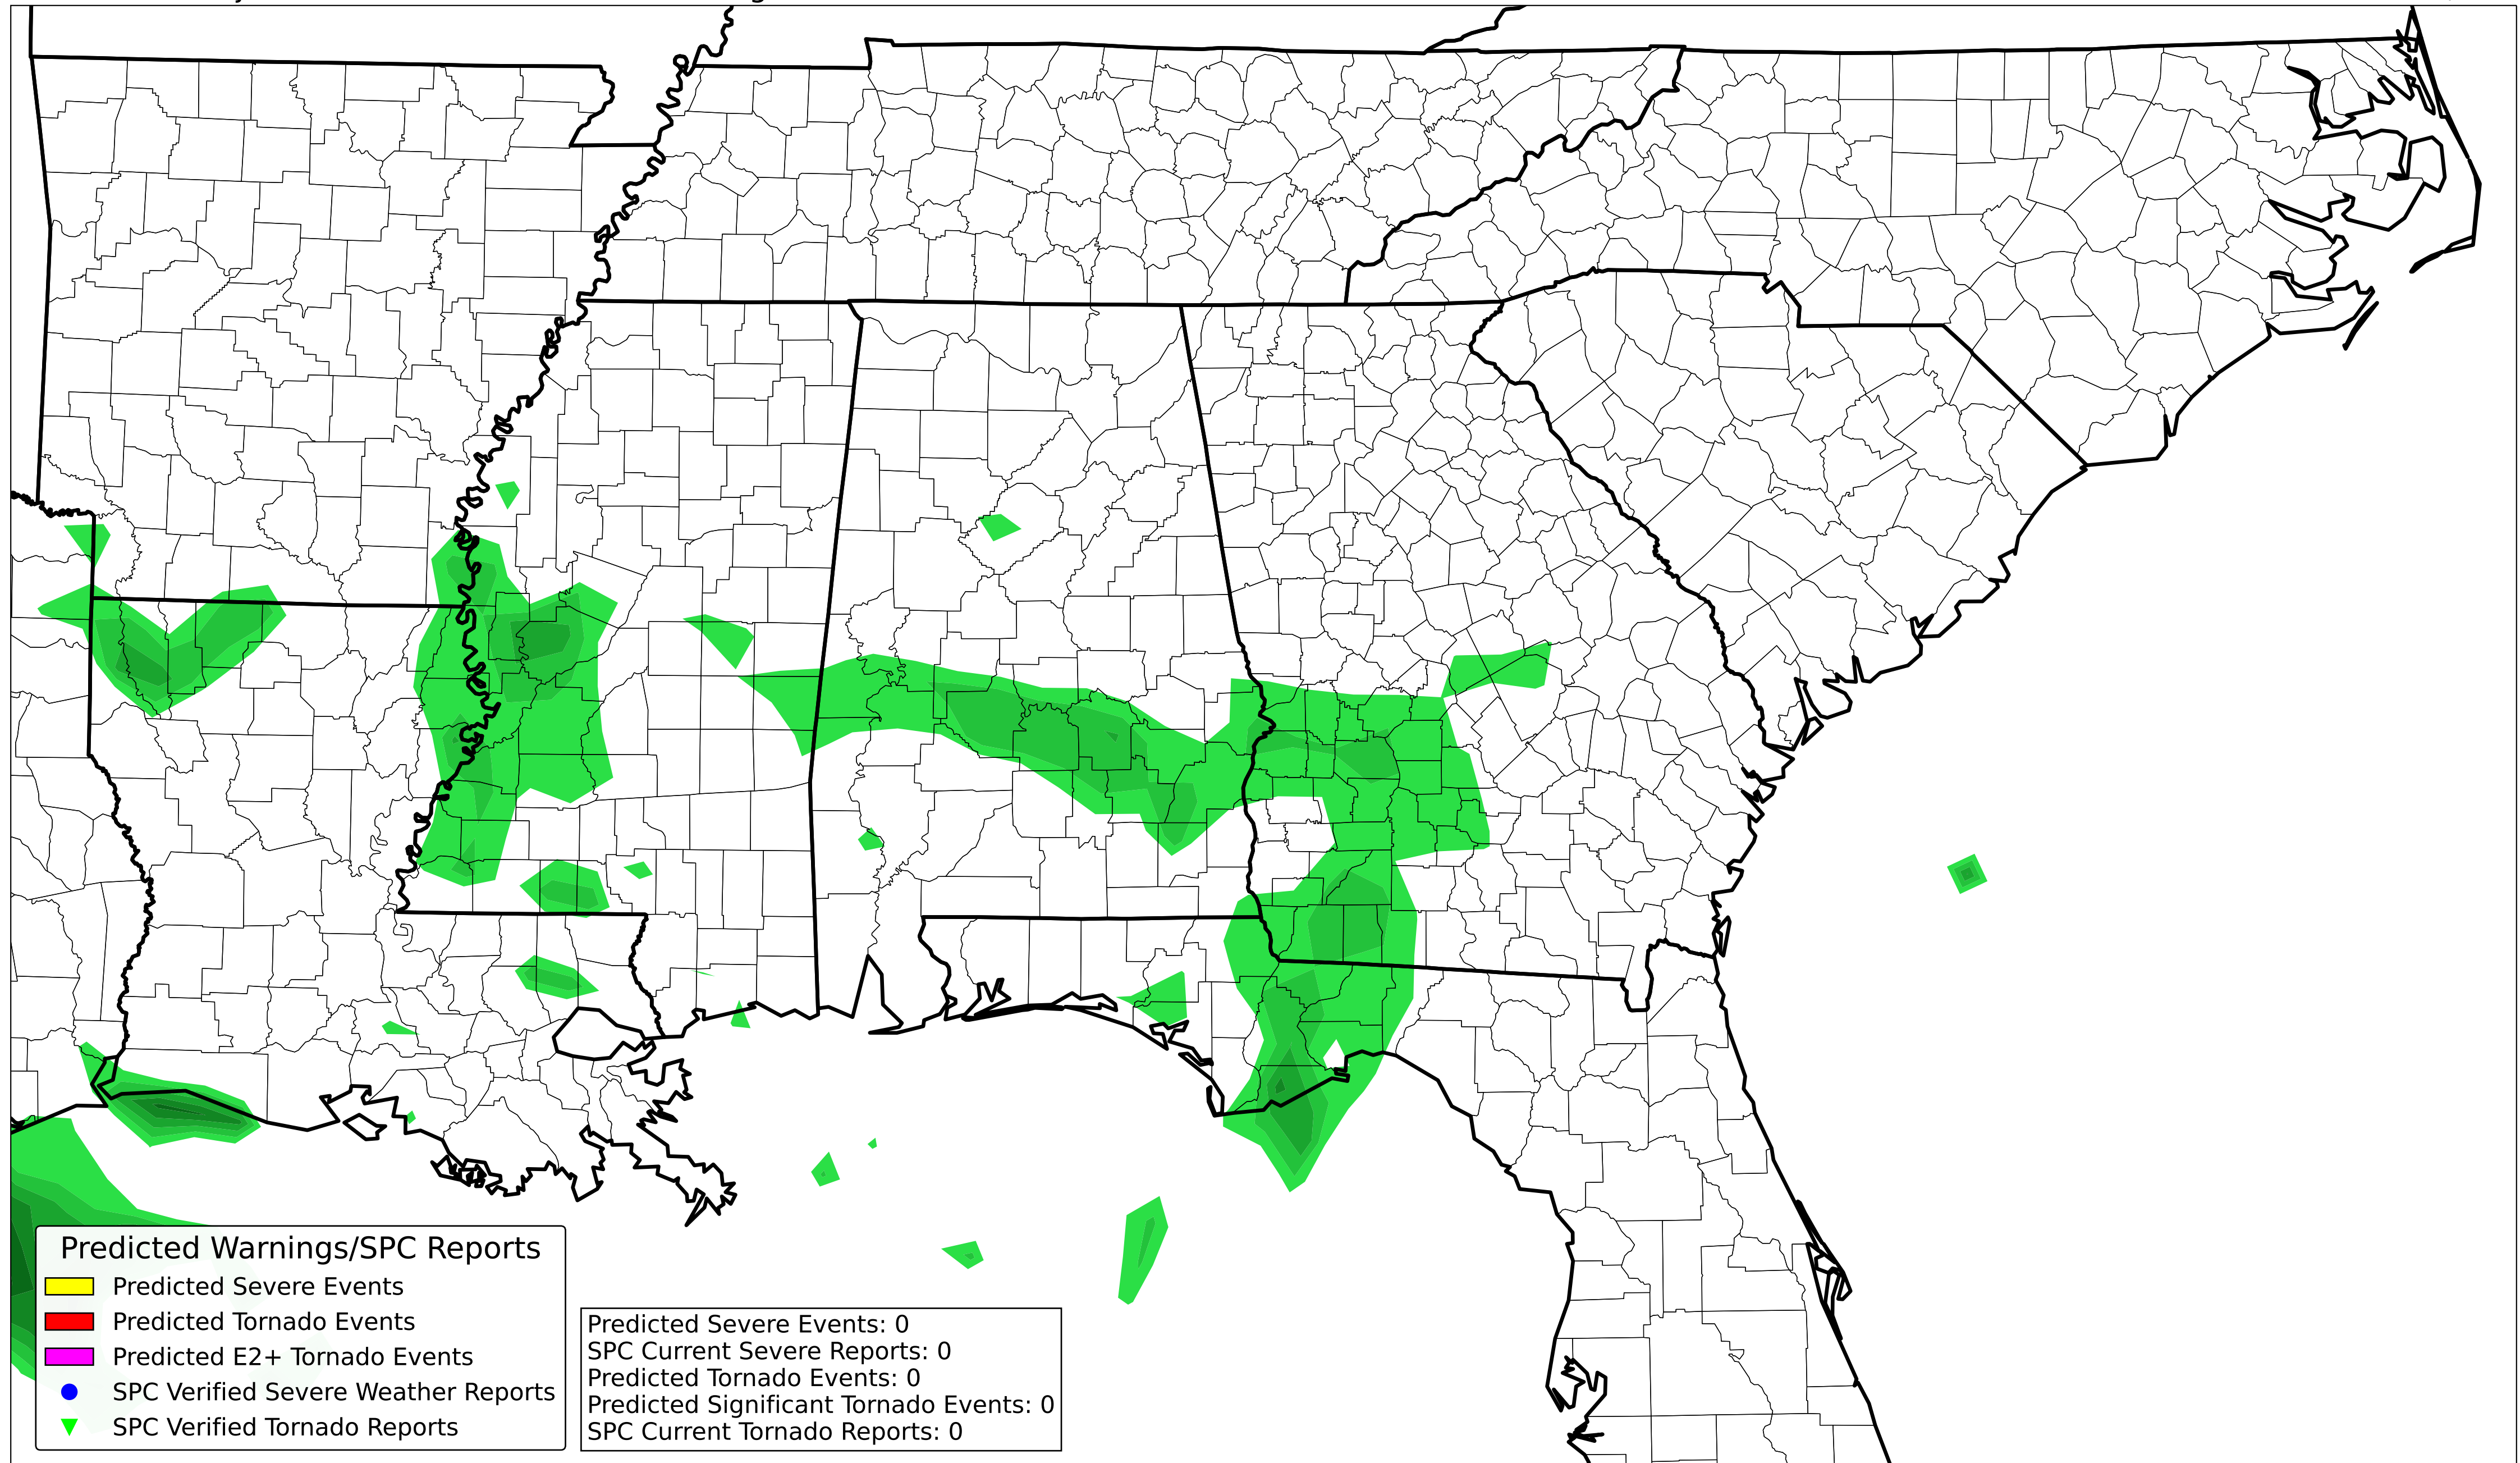 Predicted Warnings/SPC Reports
Predicted Severe Events
Predicted Tornado Events
Predicted E2+ Tornado Events
SPC Verified Severe Weather Reports
SPC Verified Tornado Reports
Predicted Severe Events: 0
SPC Current Severe Reports: 0
Predicted Tornado Events: 0
Predicted Significant Tornado Events: 0
SPC Current Tornado Reports: 0